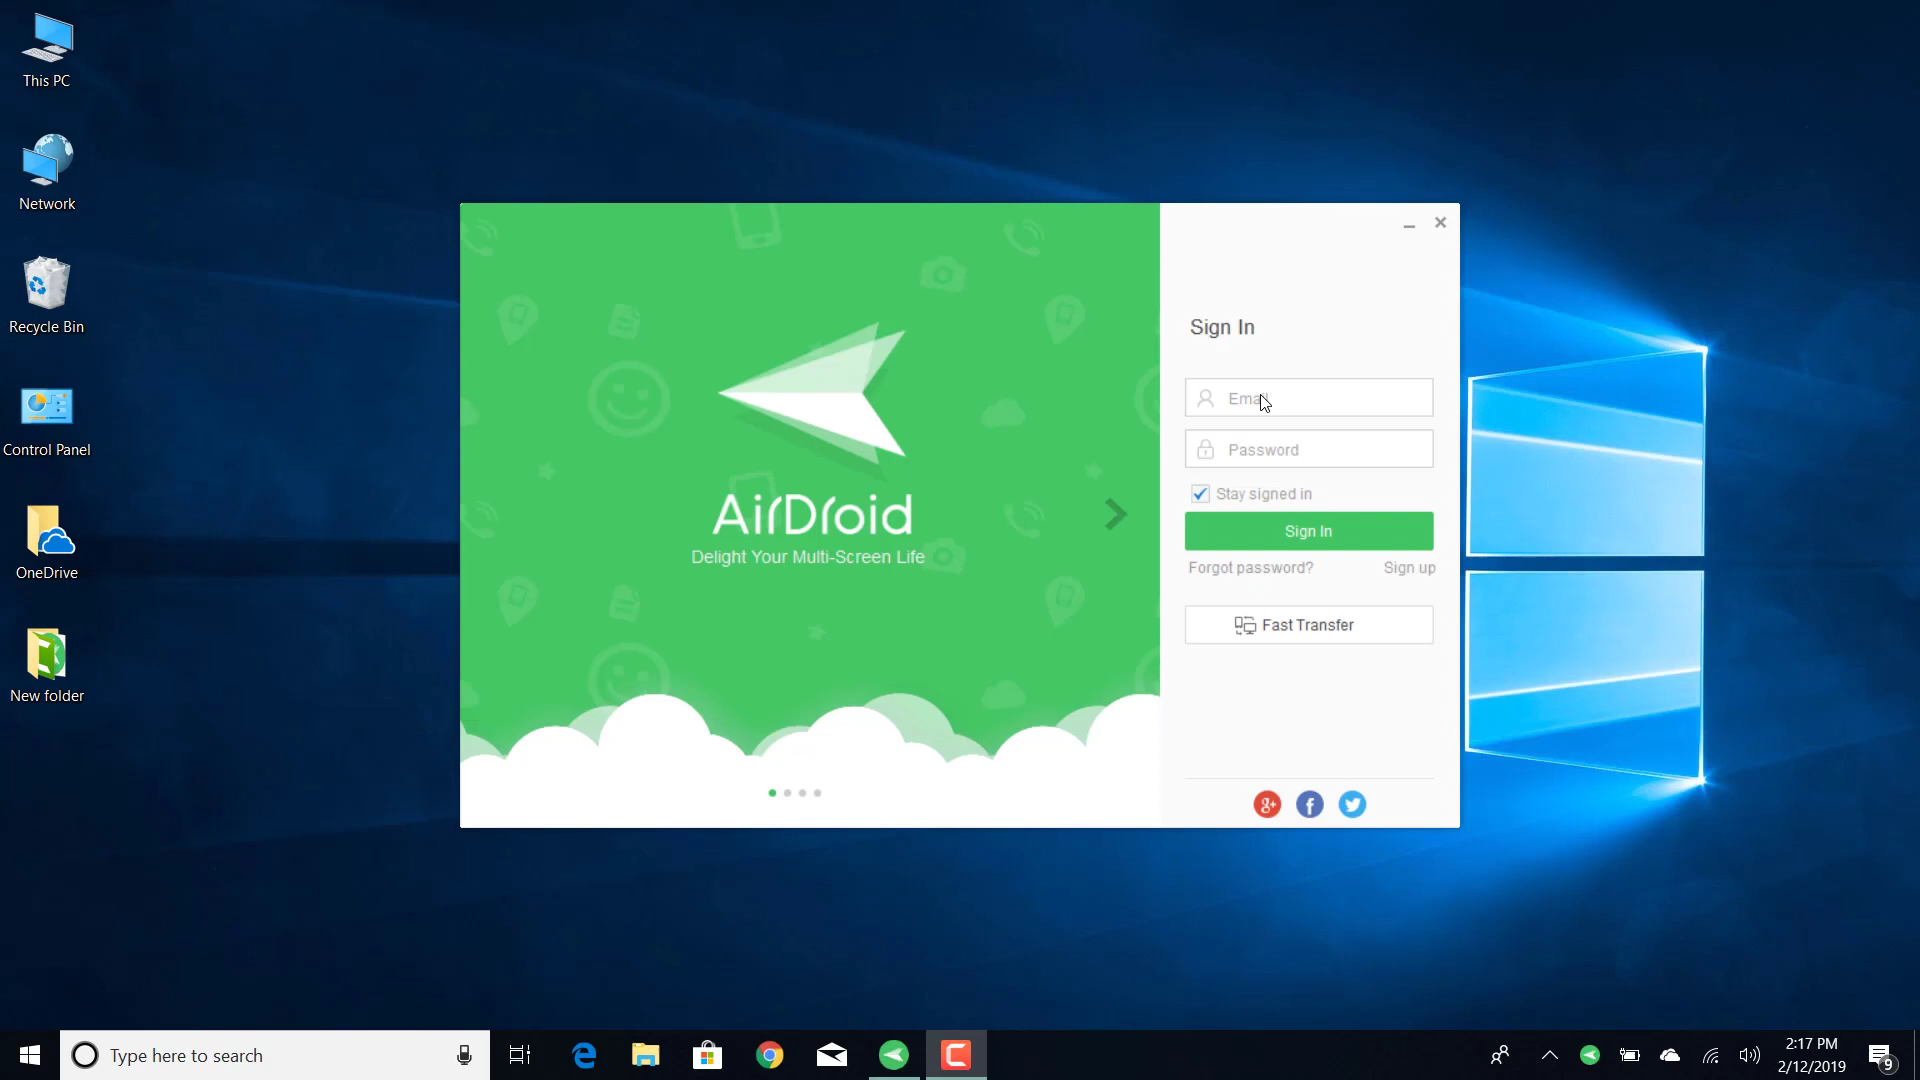 This PC
Network
Recycle Bin
Control Panel
OneDrive
New folder
AirDroid
Delight Your Multi-Screen Life
Sign In
Email
Password
Stay signed in
Sign In
Forgot password?
Sign up
Fast Transfer
Type here to search
2:17 PM
2/12/2019
9